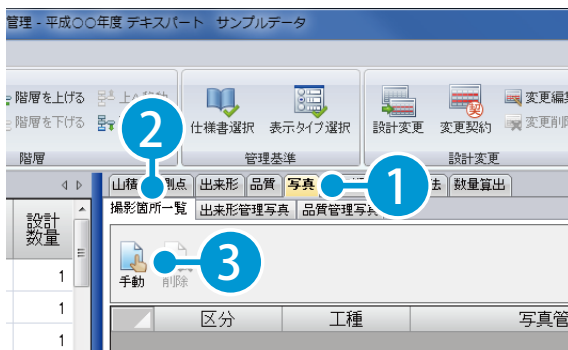 管理 - 平成○○年度 デキスパート サンプルデータ
階層を上げる
階層を下げる
仕様書選択
表示タイプ選択
設計変更
変更契約
変更編集
変更削除
階層
管理基準
設計変更
2
1
山積
測点
出来形
品質
写真
数量算出
撮影箇所一覧
出来形管理写真
品質管理写真
設計
数量
3
手動
削除
1
1
1
区分
工種
写真管